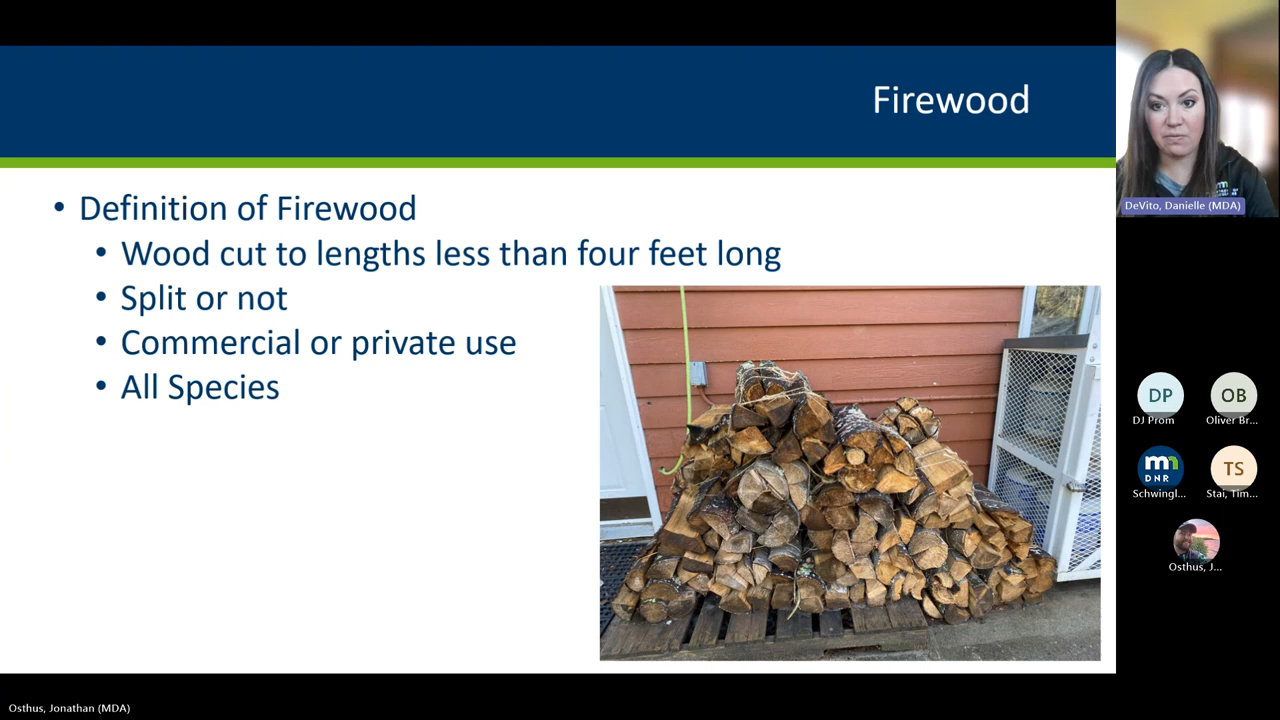 Firewood
• Definition of Firewood
• Wood cut to lengths less than four feet long
• Split or not
• Commercial or private use
• All Species
DeVito, Danielle (MDA)
DP
OB
DJ Prom
Oliver Br...
mn
DNR
TS
Schwingl...
Stai, Tim...
Osthus, J...
Osthus, Jonathan (MDA)